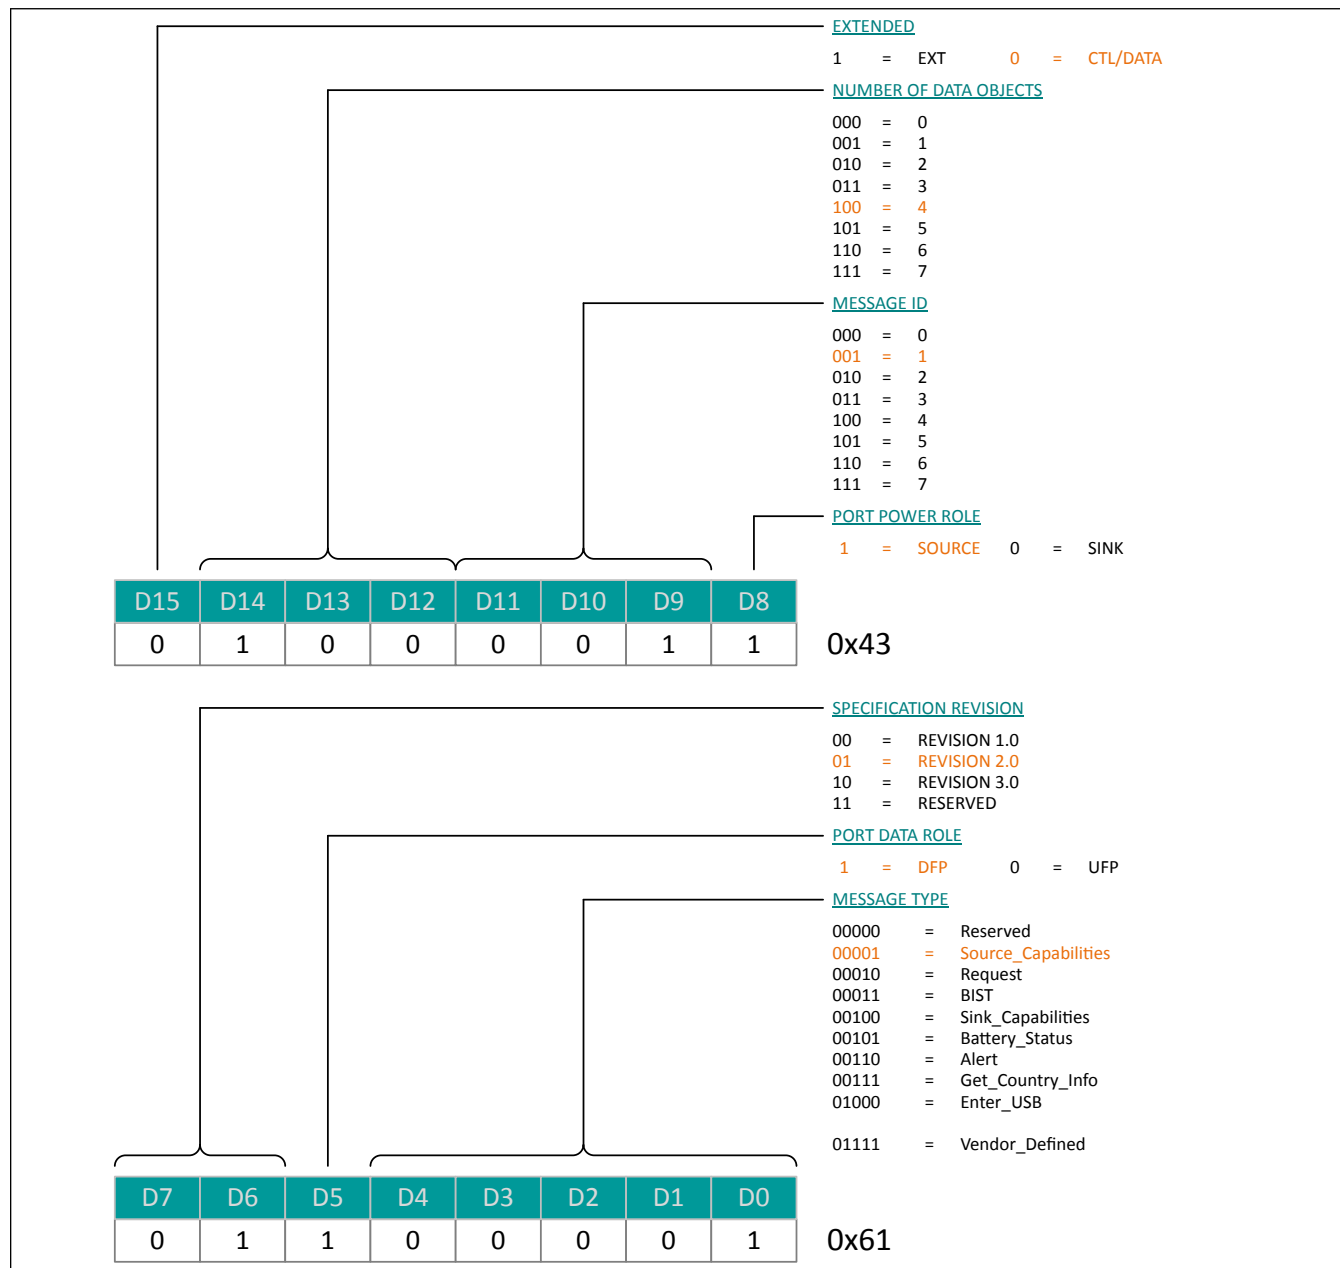 EXTENDED
1 = EXT 0 = CTL/DATA
NUMBER OF DATA OBJECTS
000 = 0
001 = 1
010 = 2
011 = 3
100 = 4
101 = 5
110 = 6
111 = 7
MESSAGE ID
000 = 0
001 = 1
010 = 2
011 = 3
100 = 4
101 = 5
110 = 6
111 = 7
PORT POWER ROLE
1 = SOURCE 0 = SINK
D15 D14 D13 D12 D11 D10 D9 D8
0 1 0 0 0 0 1 1 0x43
SPECIFICATION REVISION
00 = REVISION 1.0
01 = REVISION 2.0
10 = REVISION 3.0
11 = RESERVED
PORT DATA ROLE
1 = DFP 0 = UFP
MESSAGE TYPE
00000 = Reserved
00001 = Source_Capabilities
00010 = Request
00011 = BIST
00100 = Sink_Capabilities
00101 = Battery_Status
00110 = Alert
00111 = Get_Country_Info
01000 = Enter_USB
01111 = Vendor_Defined
D7 D6 D5 D4 D3 D2 D1 D0
0 1 1 0 0 0 0 1 0x61